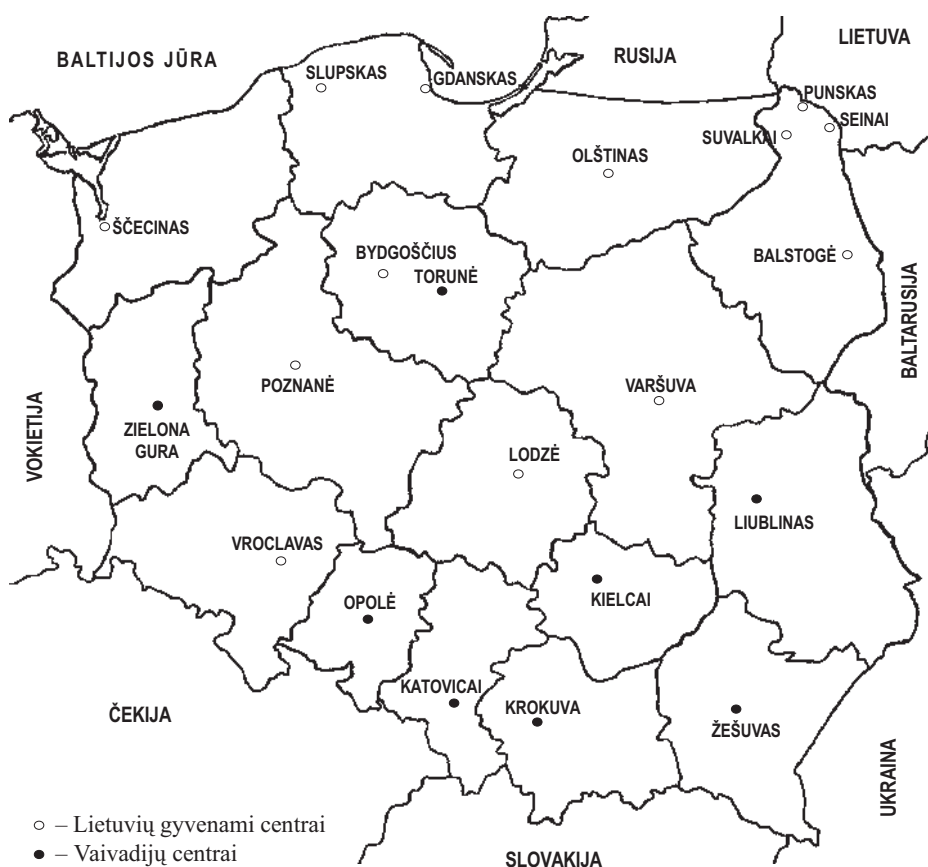 BALTIJOS JŪRA
RUSIJA
LIETUVA
SLUPSKAS
GDANSKAS
PUNSKAS
SEINAI
SUVALKAI
OLŠTINAS
ŠČECINAS
BYDGOŠČIUS
TORUNĖ
BALSTOGĖ
BALTARUSIJA
POZNANĖ
VARŠUVA
VOKIETIJA
ZIELONA
GURA
LODZĖ
LIUBLINAS
VROCLAVAS
OPOLĖ
KIELCAI
KATOVICAI
KROKUVA
ŽEŠUVAS
ČEKIJA
UKRAINA
○ – Lietuvių gyvenami centrai
● – Vaivadijų centrai
SLOVAKIJA